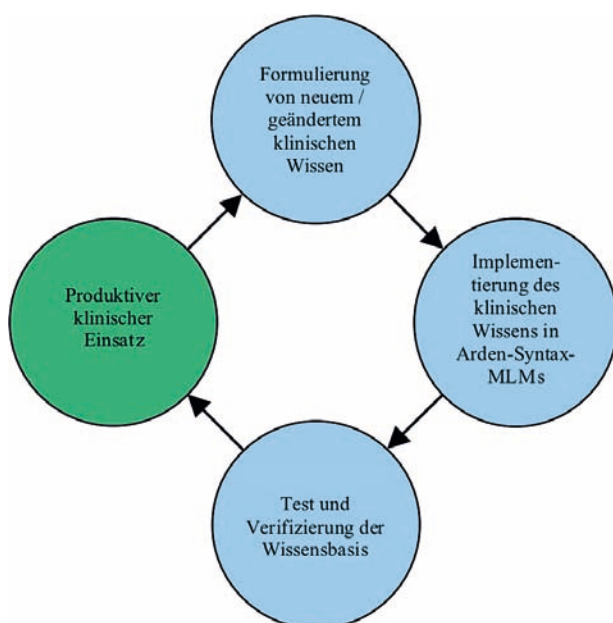 Formulierung
von neuem /
geändertem
klinischen
Wissen
Implemen-
tierung des
klinischen
Wissens in
Arden-Syntax-
MLMs
Test und
Verifizierung der
Wissensbasis
Produktiver
klinischer
Einsatz